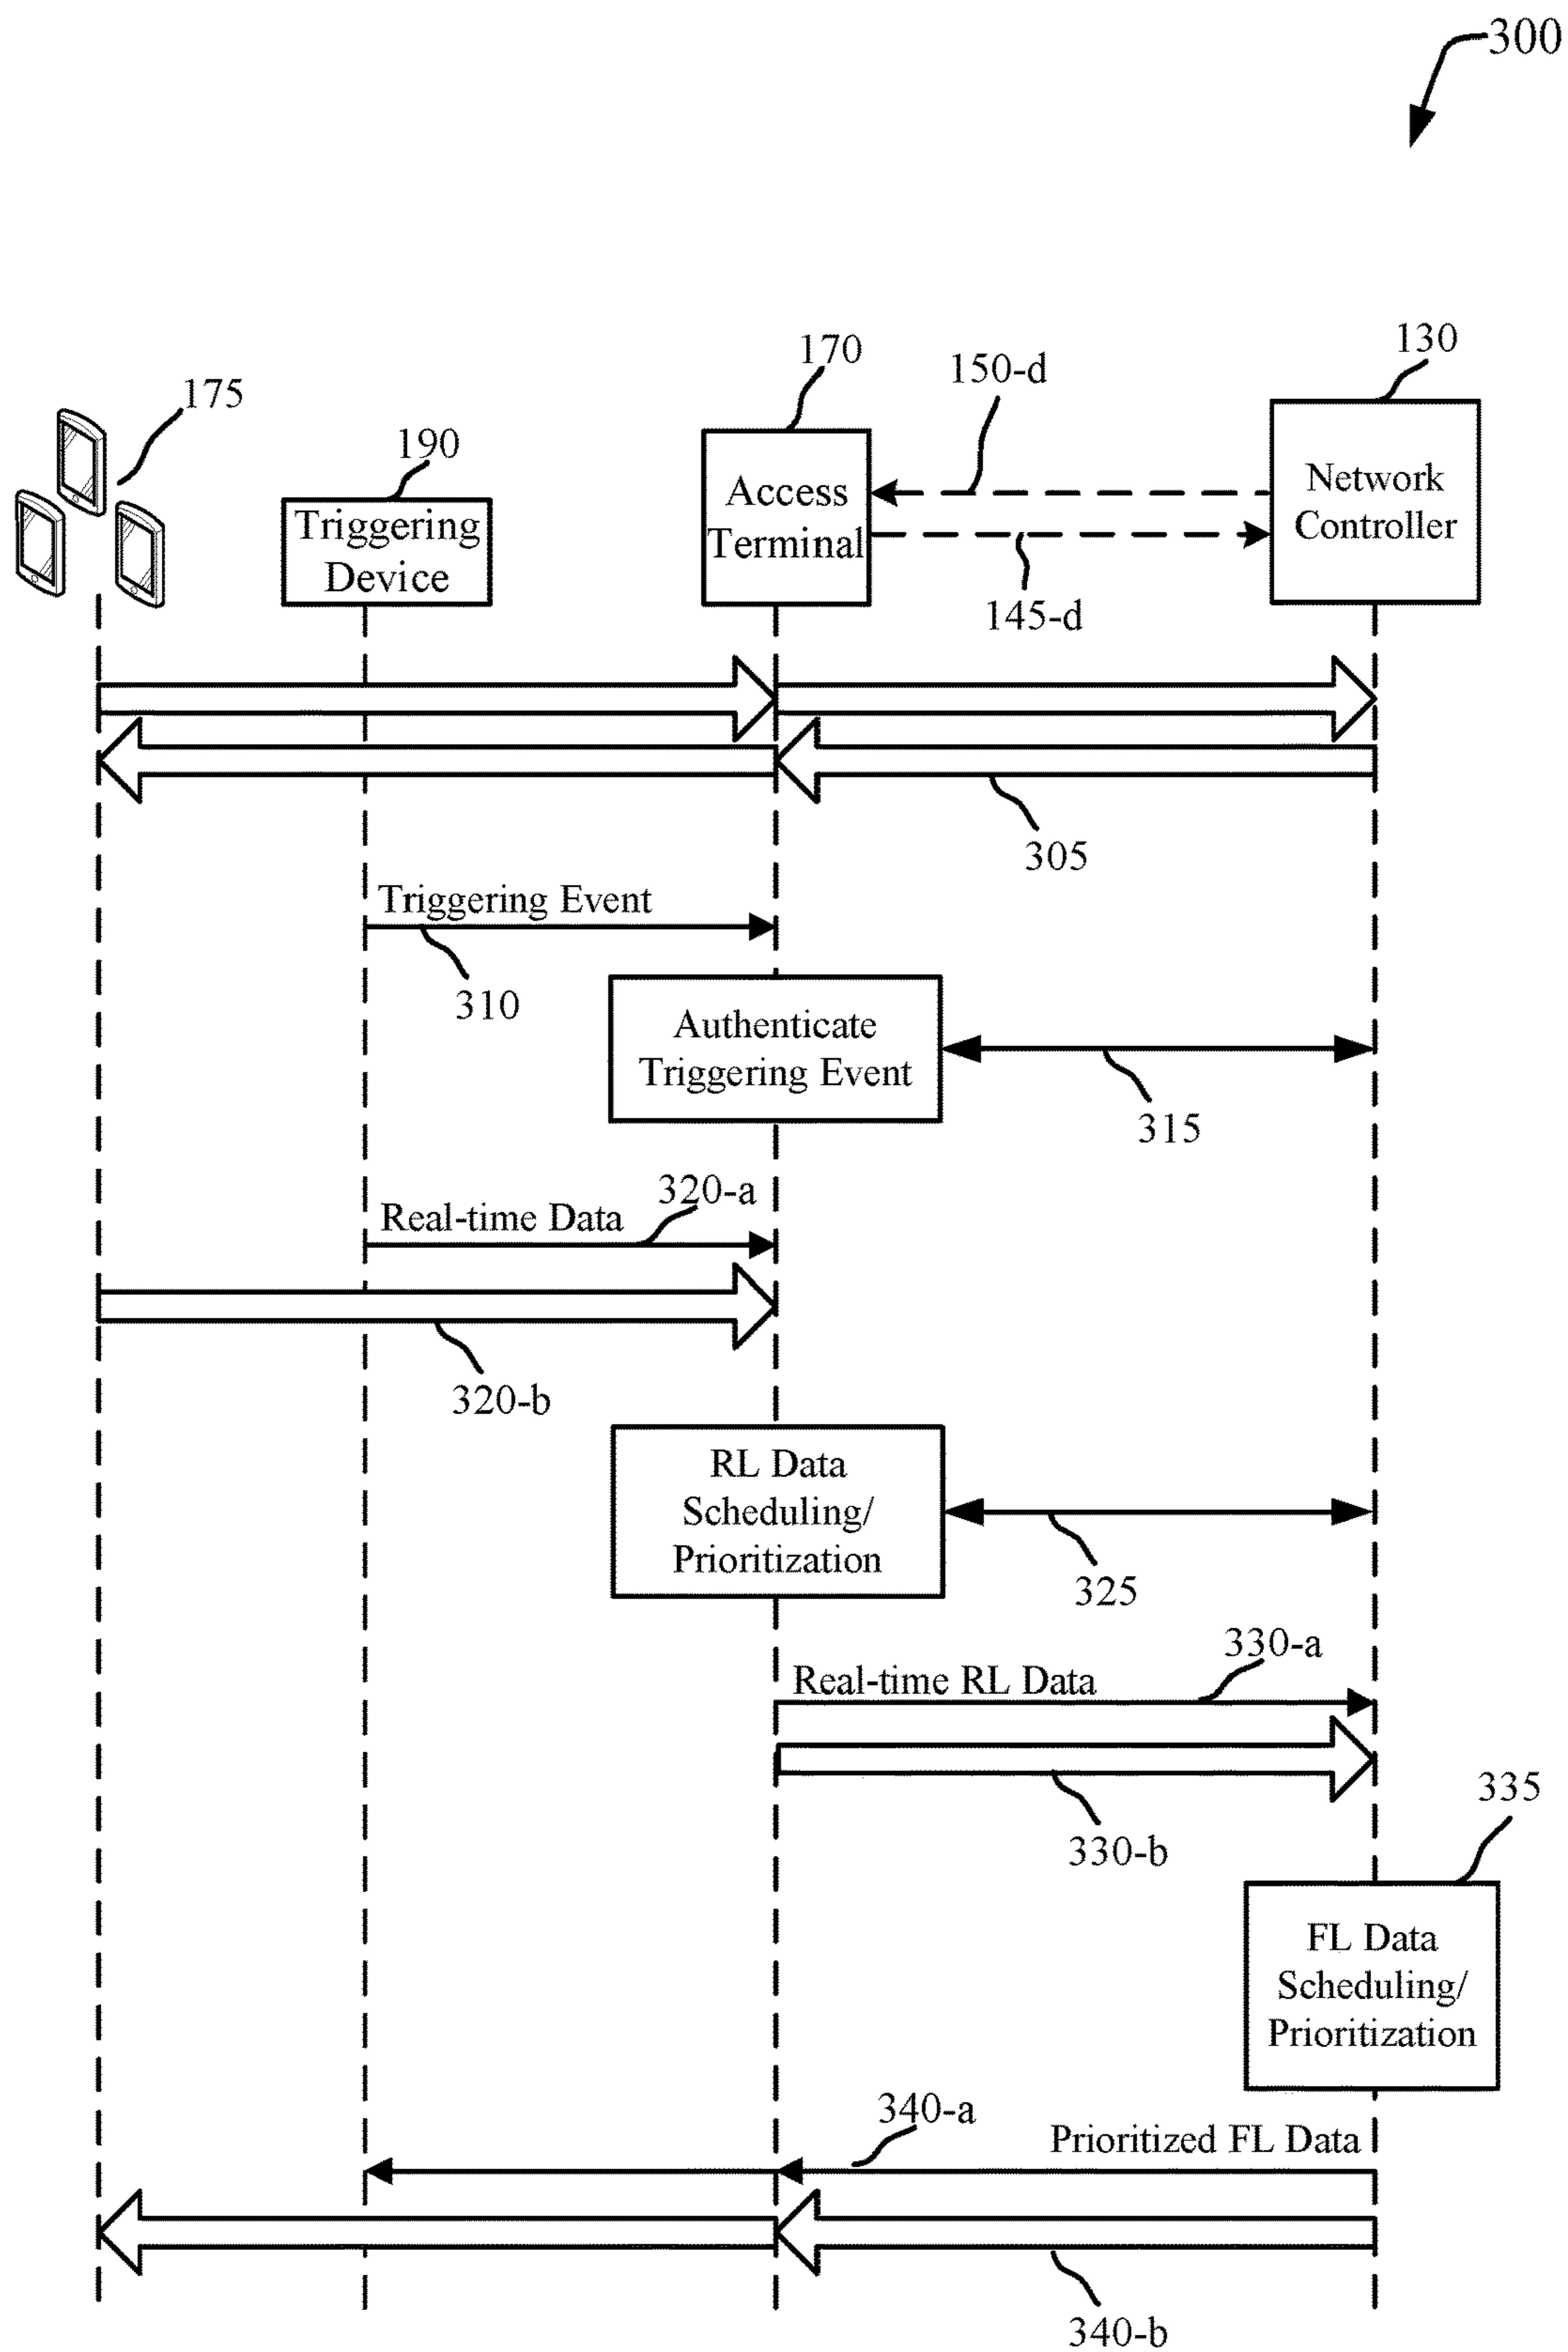 300
130
170
150-d
175
190
Network
Controller
Access
Terminal
Triggering
Device
145-d
305
Triggering Event
310
Authenticate
Triggering Event
315
320-a
Real-time Data
320-b
RL Data
Scheduling/
Prioritization
325
330-a
Real-time RL Data
330-b
335
FL Data
Scheduling/
Prioritization
340-a
Prioritized FL Data
340-b